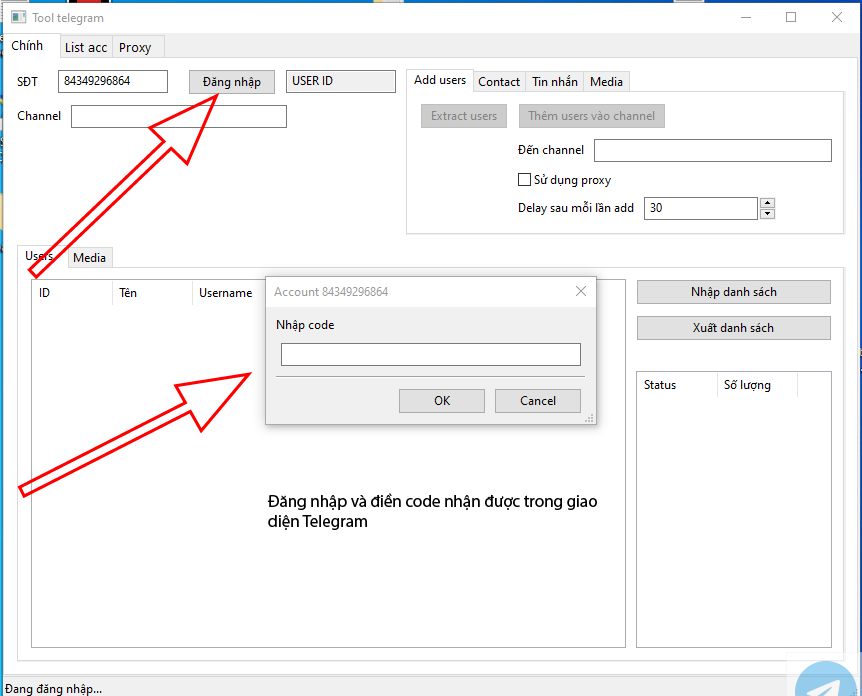 Tool telegram
Chính List acc Proxy
SĐT 84349296864 Đăng nhập USER ID
Channel
Add users Contact Tin nhắn Media
Extract users Thêm users vào channel
Đến channel
Sử dụng proxy
Delay sau mỗi lần add 30
Users Media
ID Tên Username
Account 84349296864
Nhập code
OK Cancel
Nhập danh sách
Xuất danh sách
Status Số lượng
Đăng nhập và điền code nhận được trong giao
diện Telegram
Đang đăng nhập...